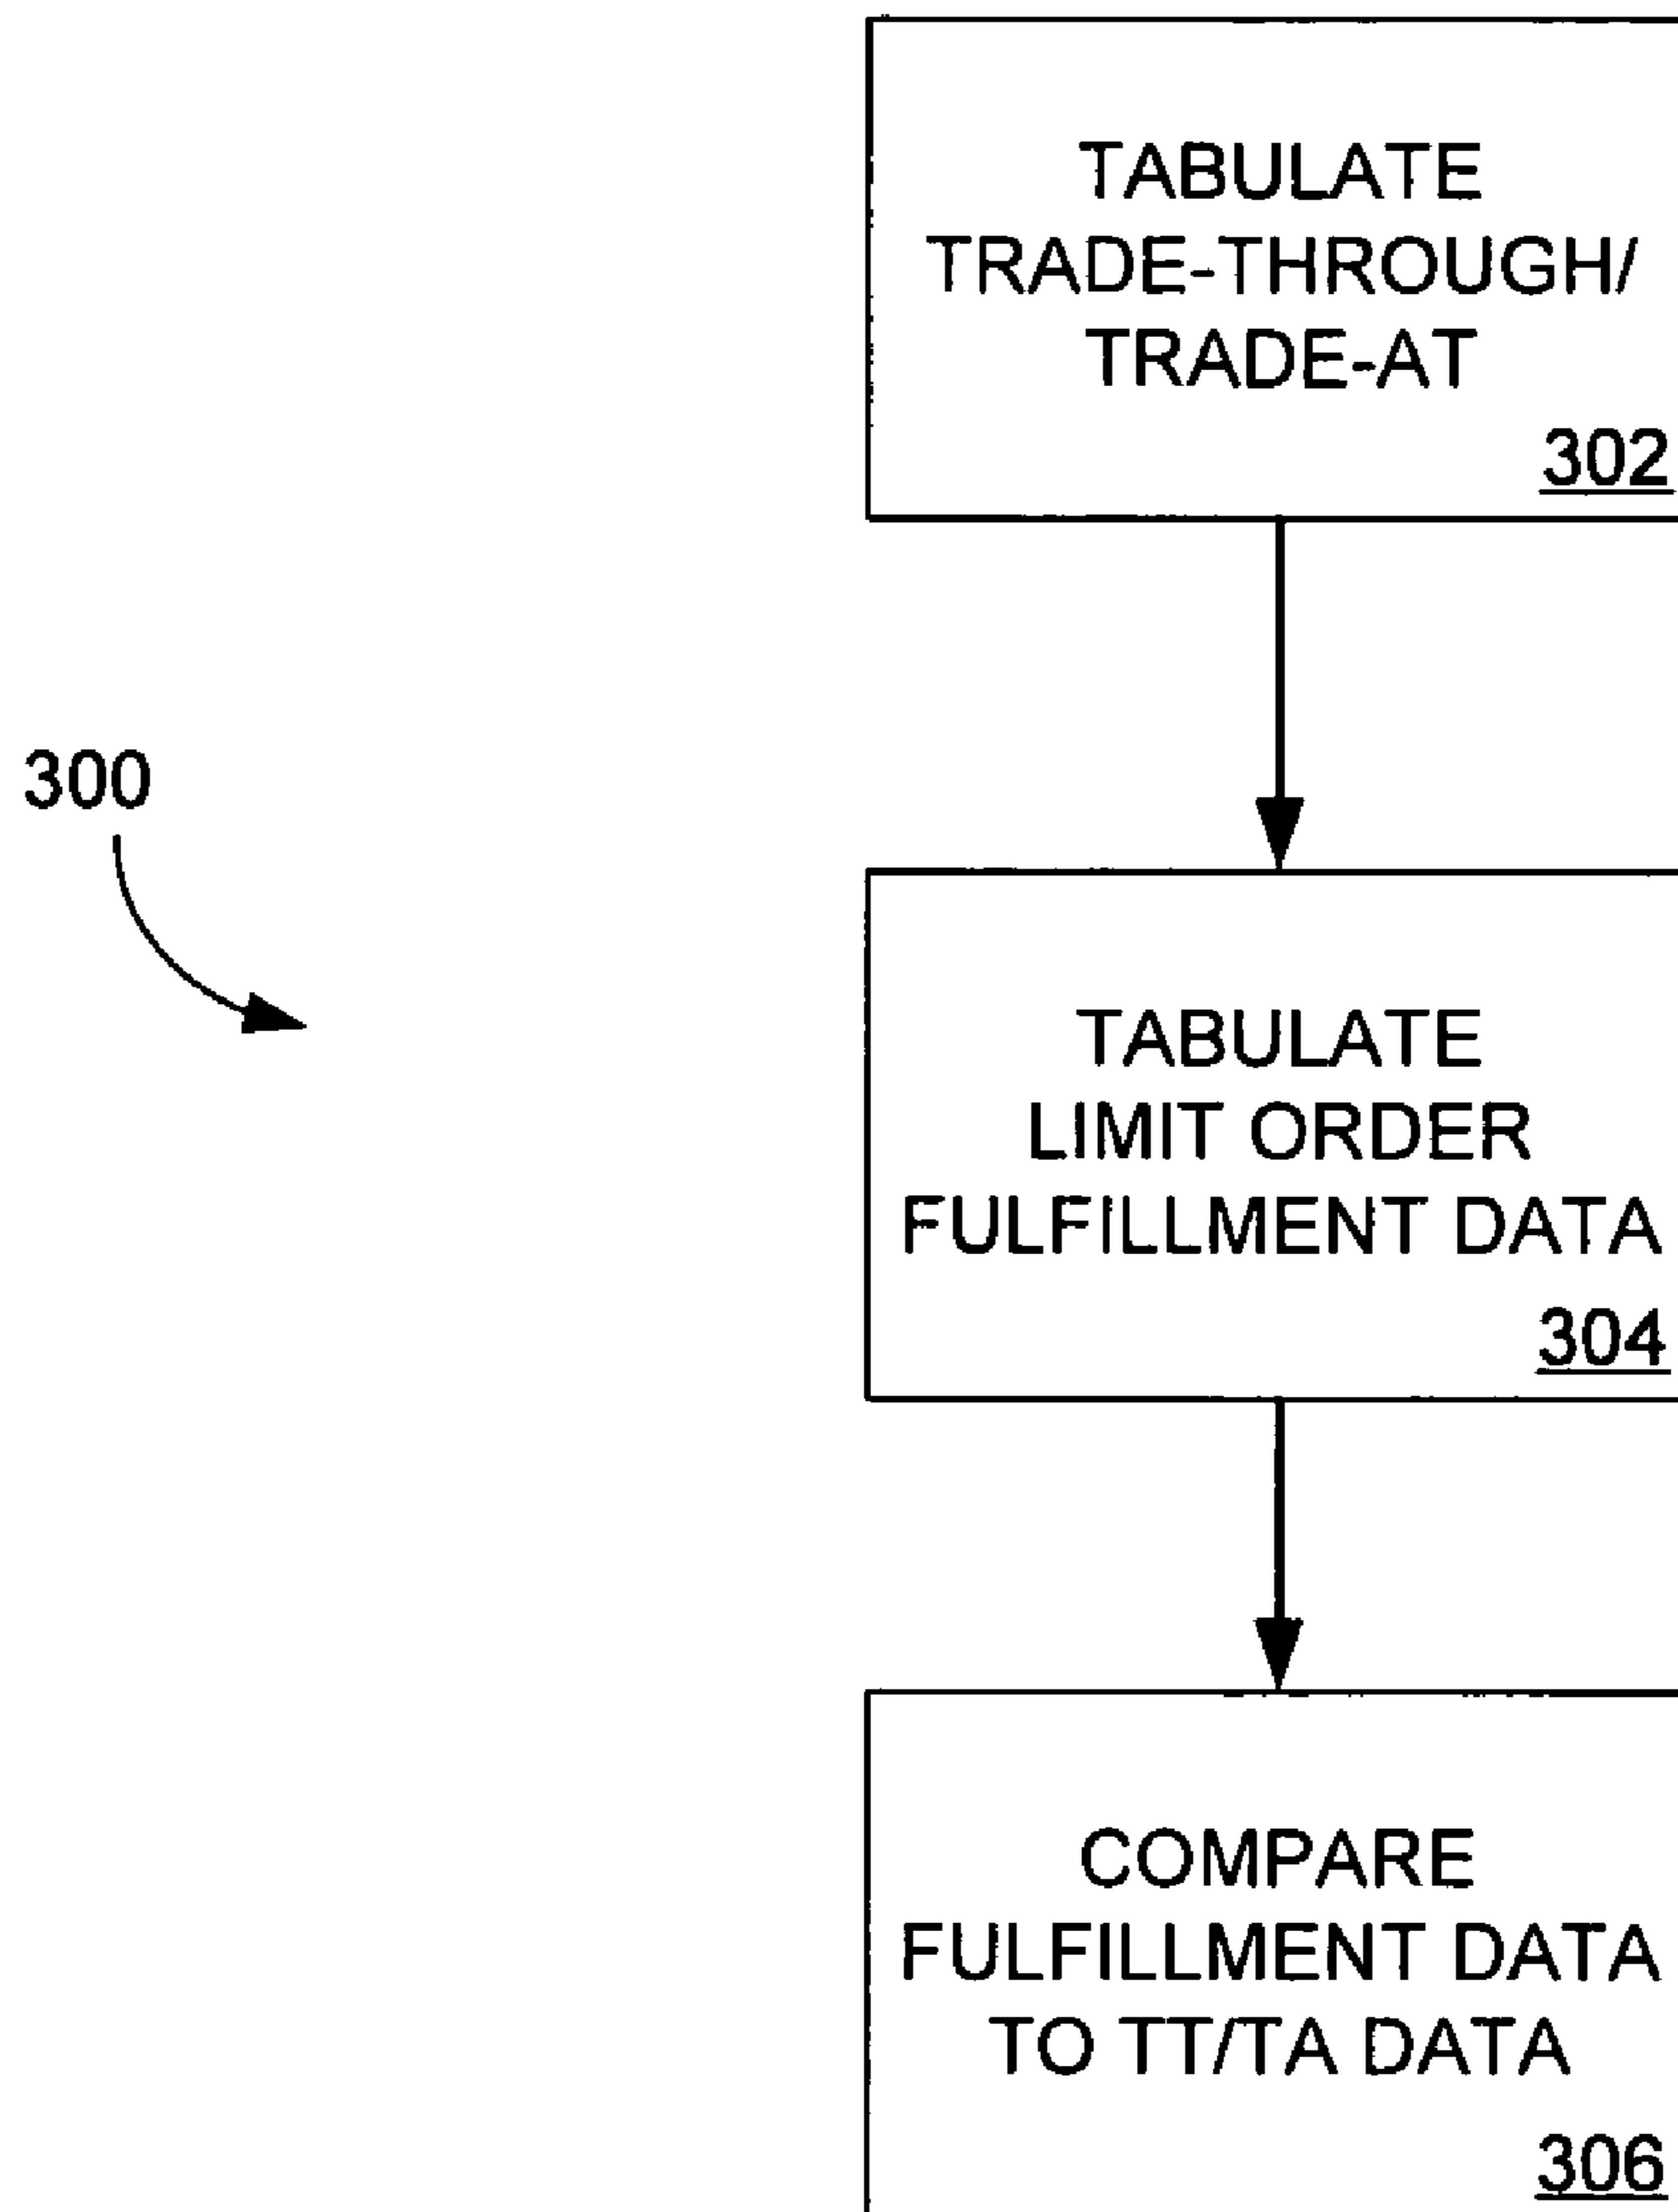 TABULATE
TRADE-THROUGH/
TRADE-AT
302
300
TABULATE
LIMIT ORDER
FULFILLMENT DATA
304
COMPARE
FULFILLMENT DATA
TO TT/TA DATA
306